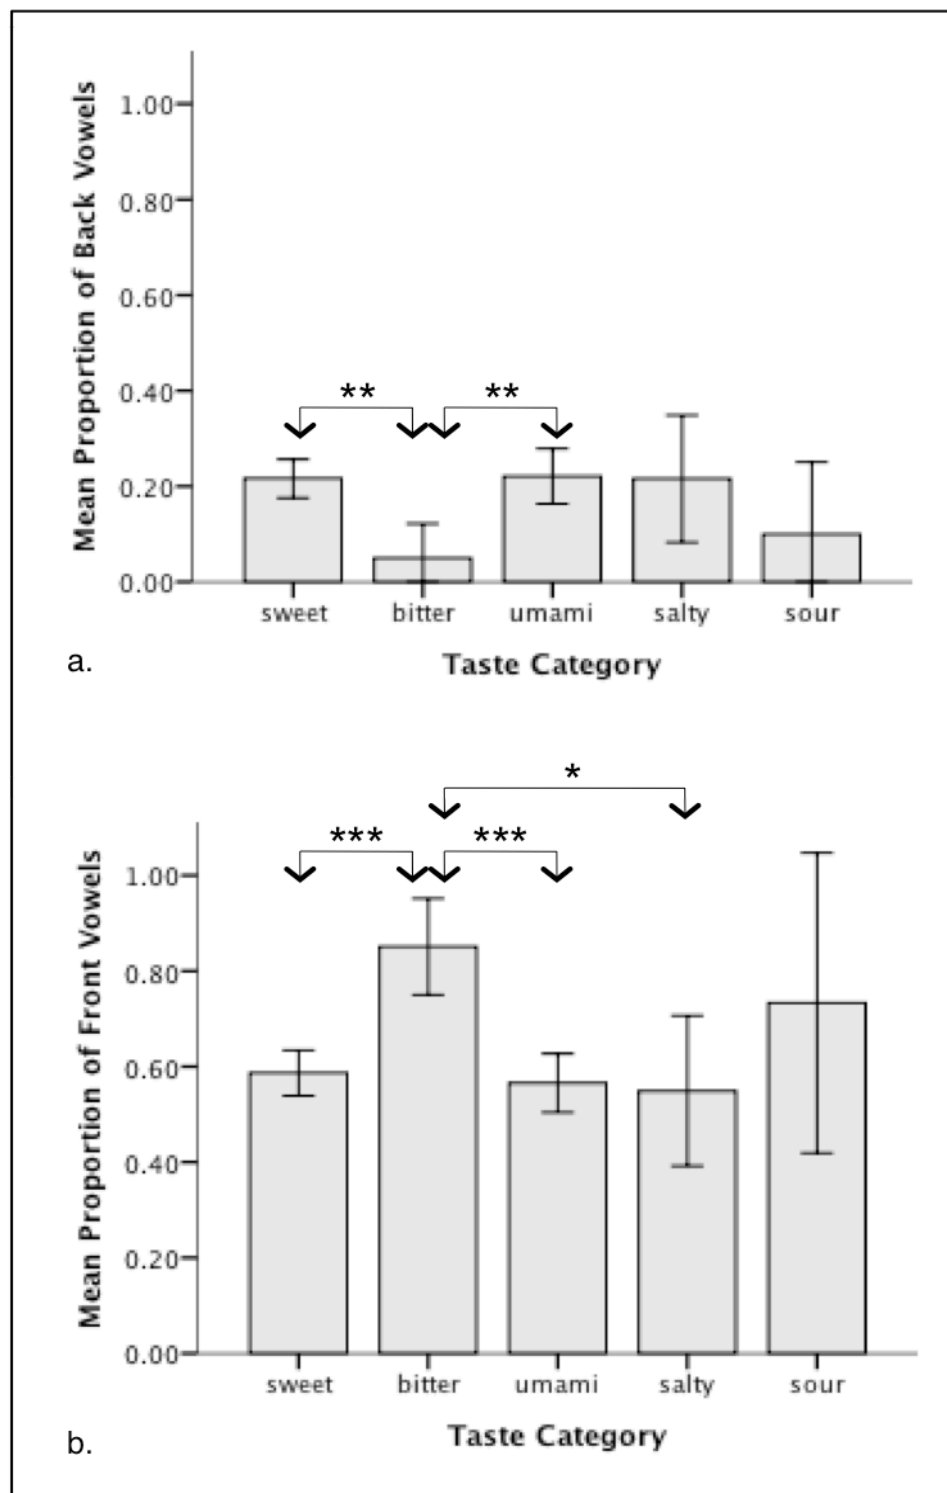 Mean Proportion of Back Vowels
1.00
0.80
0.60
0.40
0.20
0.00
** **
sweet bitter umami salty sour
Taste Category
a.
Mean Proportion of Front Vowels
*
*** ***
1.00
0.80
0.60
0.40
0.20
0.00
sweet bitter umami salty sour
Taste Category
b.